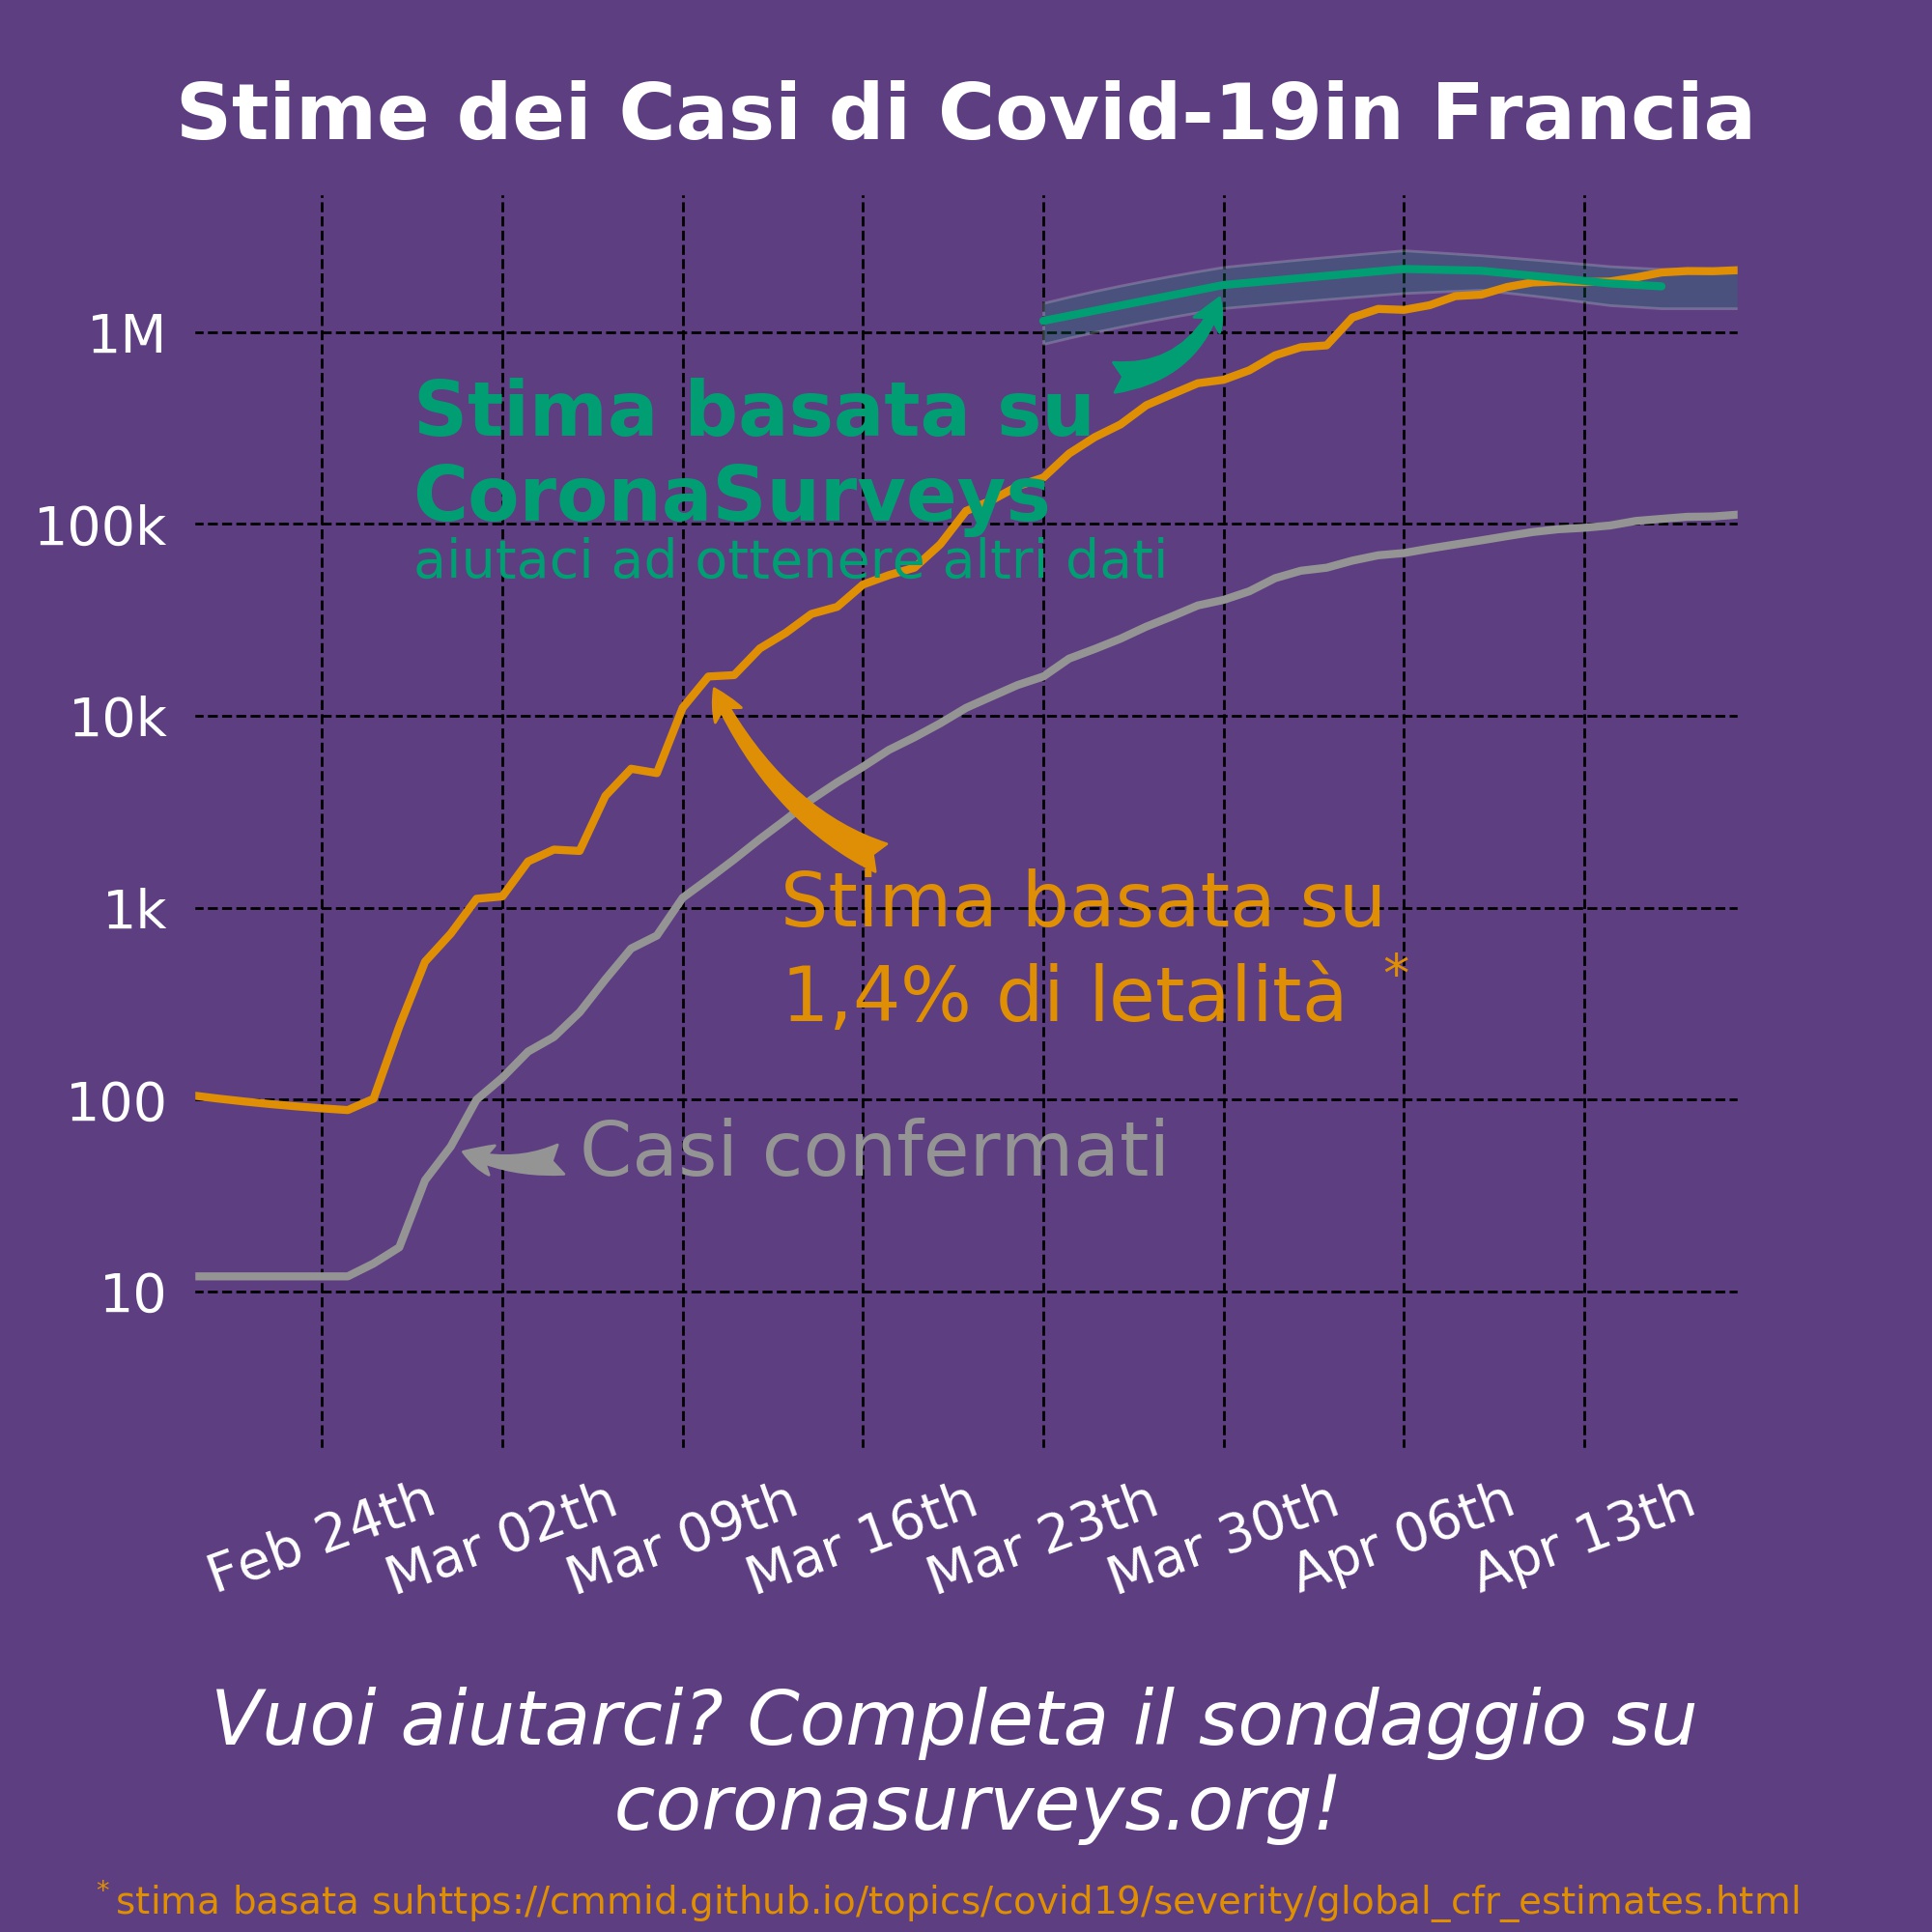 Stime dei Casi di Covid-19in Francia
1M
100k
10k
1k
100
10
Stima basata su
CoronaSurveys
aiutaci ad ottenere altri dati
Stima basata su
1,4% di letalità *
Casi confermati
Feb 24th
Mar 02th
Mar 09th
Mar 16th
Mar 23th
Mar 30th
Apr 06th
Apr 13th
Vuoi aiutarci? Completa il sondaggio su
coronasurveys.org!
* stima basata suhttps://cmmid.github.io/topics/covid19/severity/global_cfr_estimates.html